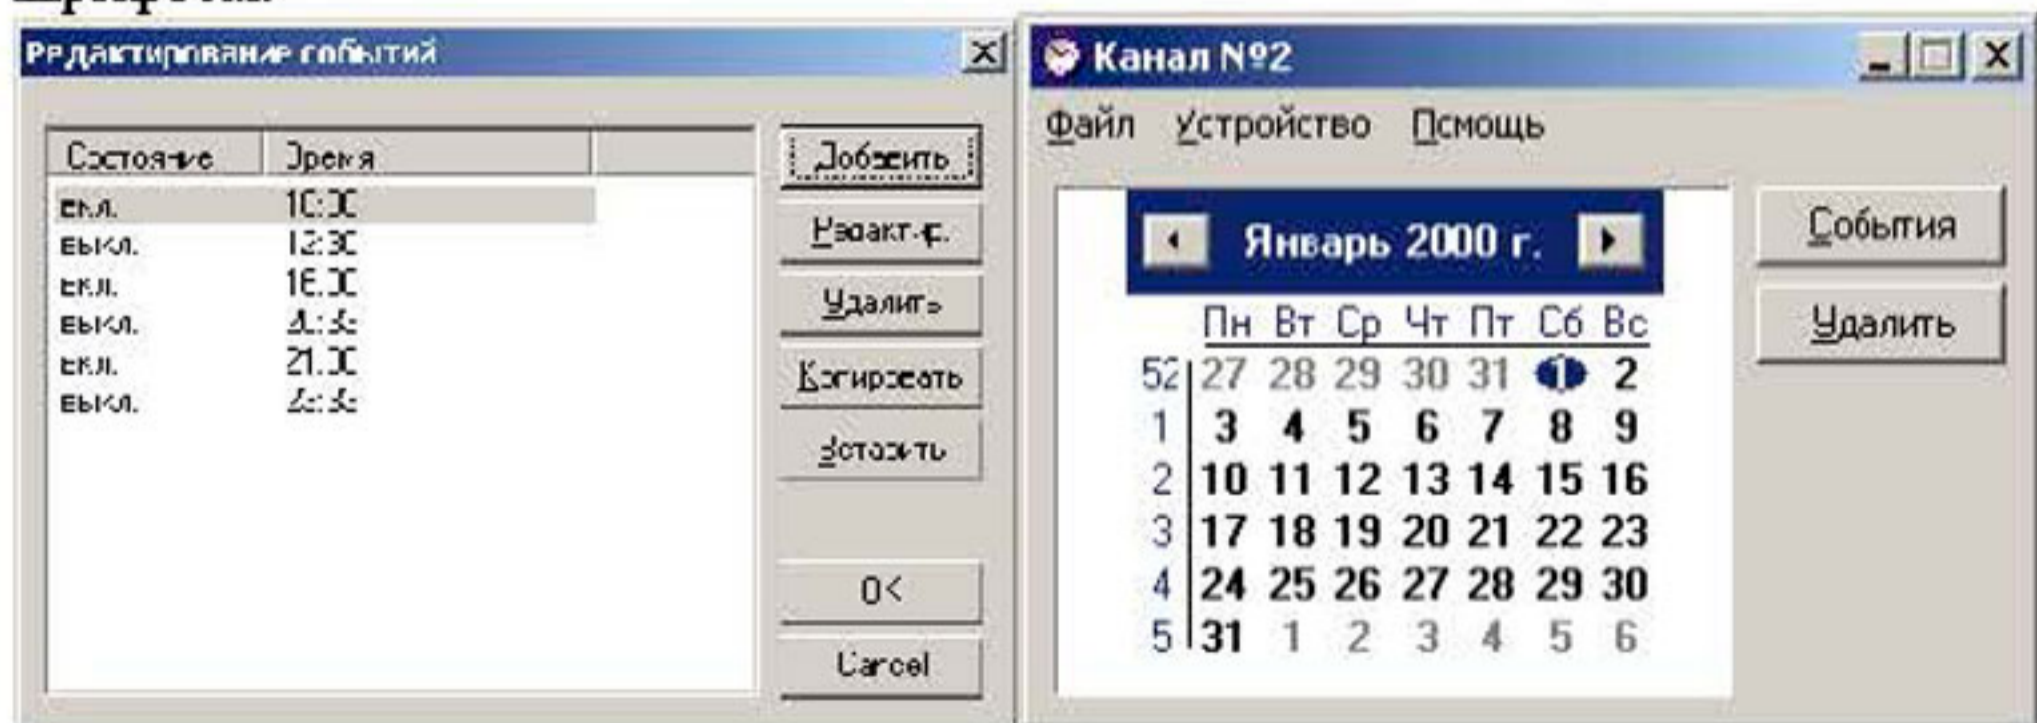 Редактирование событий
Состояние Время
вкл. 10:00
выкл. 12:30
вкл.
выкл.
вкл. 21:00
выкл.
Добавить
Редакт-р.
Удалить
Копировать
Вставить
OK
Cancel
Канал №2
Файл Устройство Помощь
Январь 2000 г.
Пн Вт Ср Чт Пт Сб Вс
52 27 28 29 30 31 1 2
1 3 4 5 6 7 8 9
2 10 11 12 13 14 15 16
3 17 18 19 20 21 22 23
4 24 25 26 27 28 29 30
5 31 1 2 3 4 5 6
События
Удалить